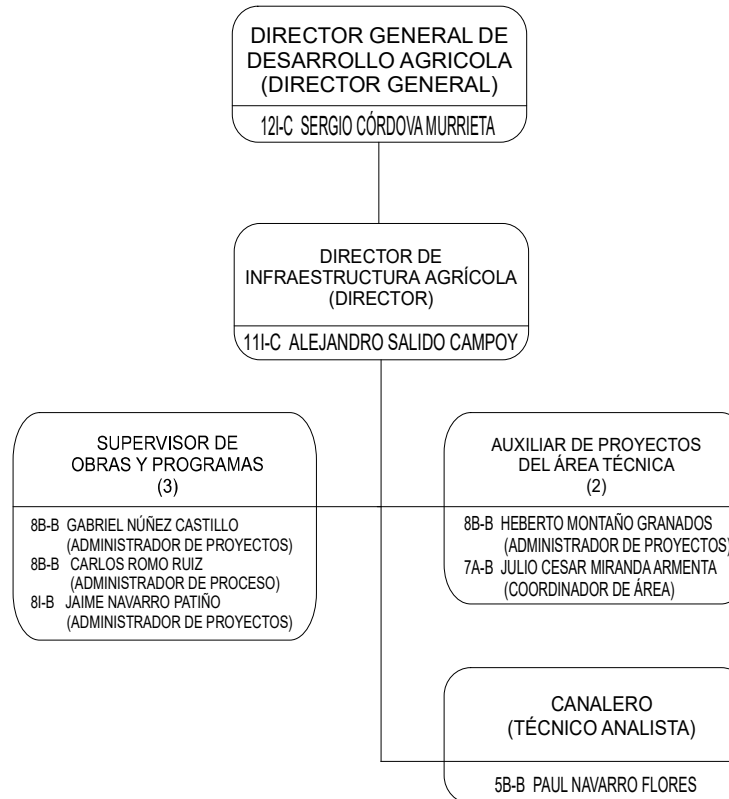 DIRECTOR GENERAL DE
DESARROLLO AGRICOLA
(DIRECTOR GENERAL)
12I-C SERGIO CÓRDOVA MURRIETA
DIRECTOR DE
INFRAESTRUCTURA AGRÍCOLA
(DIRECTOR)
11I-C ALEJANDRO SALIDO CAMPOY
SUPERVISOR DE
OBRAS Y PROGRAMAS
(3)
8B-B GABRIEL NÚÑEZ CASTILLO
(ADMINISTRADOR DE PROYECTOS)
8B-B CARLOS ROMO RUIZ
(ADMINISTRADOR DE PROCESO)
8I-B JAIME NAVARRO PATIÑO
(ADMINISTRADOR DE PROYECTOS)
AUXILIAR DE PROYECTOS
DEL ÁREA TÉCNICA
(2)
8B-B HEBERTO MONTAÑO GRANADOS
(ADMINISTRADOR DE PROYECTOS)
7A-B JULIO CESAR MIRANDA ARMENTA
(COORDINADOR DE ÁREA)
CANALERO
(TÉCNICO ANALISTA)
5B-B PAUL NAVARRO FLORES